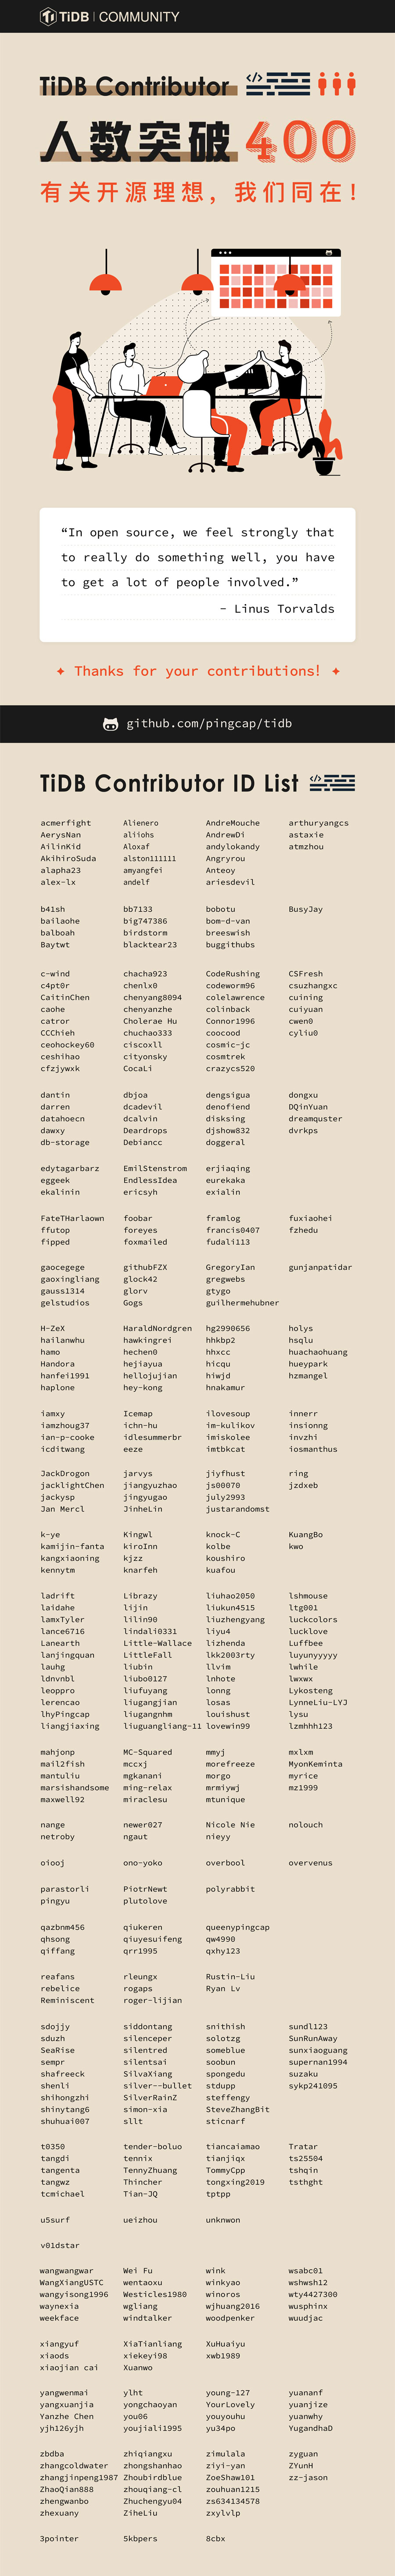 TiDB | COMMUNITY
TiDB Contributor
人数突破 400
有关开源理想，我们同在！
“In open source, we feel strongly that
to really do something well, you have
to get a lot of people involved.”
- Linus Torvalds
Thanks for your contributions!
github.com/pingcap/tidb
TiDB Contributor ID List
acmerfight Alienero AndreMouche arthuryangcs
AerysNan aliiohs AndrewDi astaxie
AilinKid Aloxaf andylokandy atmzhou
AkihiroSuda alston111111 Angryrou
alapha23 amyangfei Anteoy
alex-lx andelf ariesdevil
b41sh bb7133 bobotu BusyJay
bailaohe big747386 bom-d-van
balboah birdstorm breeswish
Baytwt blacktear23 buggithubs
c-wind chacha923 CodeRushing CSFresh
c4pt0r chenlx0 codeworm96 csuzhangxc
CaitinChen chenyang8094 colelawrence cuining
caohe chenyanzhe colinback cuiyuan
catror Cholerae Hu Connor1996 cwen0
CCChieh chuchao333 coocood cyliu0
ceohockey60 ciscoxll cosmic-jc
ceshihao cityonsky cosmtrek
cfzjywxk CocaLi crazycs520
dantin dbjoa dengsigua dongxu
darren dcadevil denofiend DQinYuan
datahoecn dcalvin disksing dreamquster
dawxy Deardrops djshow832 dvrkps
db-storage Debiancc doggeral
edytagarbarz EmilStenstrom erjiaqing
eggeek EndlessIdea eurekaka
ekalinin ericsyh exialin
FateTHarlaown foobar framlog fuxiaohei
ffutop foreyes francis0407 fzhedu
fipped foxmailed fudali113
gaocegege githubFZX GregoryIan gunjanpatidar
gaoxingliang glock42 gregwebs
gauss1314 glorv gtygo
gelstudios Gogs guilhermehubner
H-ZeX HaraldNordgren hg2990656 holys
hailanwhu hawkingrei hhkbp2 hsqlu
hamo hechen0 hhxcc huachaohuang
Handora hejiayua hicqu hueypark
hanfei1991 hellojujian hiwjd hzmangel
haplone hey-kong hnakamur
iamxy Icemap ilovesoup innerr
iamzhoug37 ichn-hu im-kulikov insionng
ian-p-cooke idlesummerbr imiskolee invzhi
icditwang eeze imtbkcat iosmanthus
JackDrogon jarvys jiyfhust ring
jacklightChen jiangyuzhao js00070 jzdxeb
jackysp jingyugao july2993
Jan Mercl JinheLin justarandomst
k-ye Kingwl knock-C KuangBo
kamijin-fanta kiroInn kolbe kwo
kangxiaoning kjzz koushiro
kennytm knarfeh kuafou
ladrift Librazy liuhao2050 lshmouse
laidahe lijin liukun4515 ltg001
lamxTyler lilin90 liuzhengyang luckcolors
lance6716 lindali0331 liyu4 lucklove
Lanearth Little-Wallace lizhenda Luffbee
lanjingquan LittleFall lkk2003rty luyunyyyyy
lauhg liubin llvim lwhile
ldnvnbl liubo0127 lnhote lwxwx
leoppro liufuyang lonng Lykosteng
lerencao liugangjian losas LynneLiu-LYJ
lhyPingcap liugangnhm louishust lysu
liangjiaxing liuguangliang-11 lovewin99 lzmhhh123
mahjonp MC-Squared mmyj mxlxm
mail2fish mccxj morefreeze MyonKeminta
mantuliu mgkanani morgo myrice
marsishandsome ming-relax mrmiywj mz1999
maxwell92 miraclesu mtunique
nange newer027 Nicole Nie nolouch
netroby ngaut nieyy
oiooj ono-yoko overbool overvenus
parastorli PiotrNewt polyrabbit
pingyu plutolove
qazbnm456 qiukeren queenypingcap
qhsong qiuyesuifeng qw4990
qiffang qrr1995 qxhy123
reafans rleungx Rustin-Liu
rebelice rogaps Ryan Lv
Reminiscent roger-lijian
sdojjy siddontang snithish sundl123
sduzh silenceper solotzg SunRunAway
SeaRise silentred someblue sunxiaoguang
sempr silentsai soobun supernan1994
shafreeck SilvaXiang spongedu suzaku
shenli silver--bullet stdupp sykp241095
shihongzhi SilverRainZ steffengy
shinytang6 simon-xia SteveZhangBit
shuhuai007 sllt sticnarf
t0350 tender-boluo tiancaiamao Tratar
tangdi tennix tianjiqx ts25504
tangenta TennyZhuang TommyCpp tshqin
tangwz Thincher tongxing2019 tsthght
tcmichael Tian-JQ tptpp
u5surf ueizhou unknwon
v01dstar
wangwangwar Wei Fu wink wsabc01
WangXiangUSTC wentaoxu winkyao wshwsh12
wangyisong1996 Westicles1980 winoros wty4427300
waynexia wgliang wjhuang2016 wusphinx
weekface windtalker woodpenker wuudjac
xiangyuf XiaTianliang XuHuaiyu
xiaods xiekeyi98 xwb1989
xiaojian cai Xuanwo
yangwenmai ylht young-127 yuananf
yangxuanjia yongchaoyan YourLovely yuanjize
Yanzhe Chen you06 youyouhu yuanwhy
yjh126yjh youjiali1995 yu34po YugandhaD
zbdba zhiqiangxu zimulala zyguan
zhangcoldwater zhongshanhao ziyi-yan ZYunH
zhangjinpeng1987 Zhoubirdblue ZoeShaw101 zz-jason
ZhaoQian888 zhouqiang-cl zouhuan1215
zhengwanbo Zhuchengyu04 zs634134578
zhexuany ZiheLiu zxylvlp
3pointer 5kbpers 8cbx